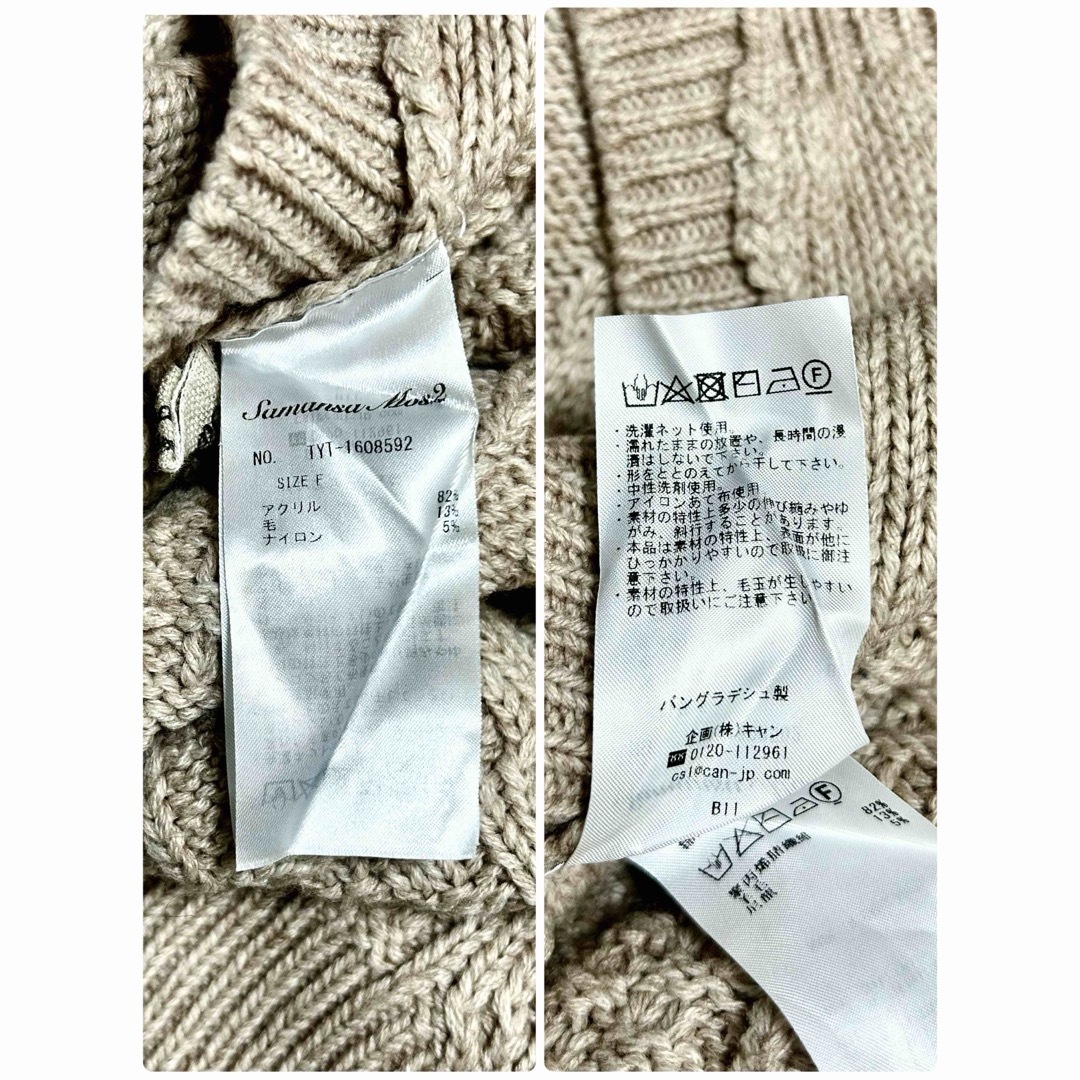 Samansa Mos2
NO. TYT-1608592
SIZE F
アクリル 82%
毛 13%
ナイロン 5%
・洗濯ネット使用。
・濡れたままの放置や、長時間の浸
漬はしないで下さい。
・形をととのえてから干して下さい。
・中性洗剤使用。
・アイロンあて布使用
・素材の特性上多少の伸び縮みやゆ
がみ、斜行することがあります。
・本品は素材の特性上、表面が他に
ひっかかりやすいので取扱に御注
意下さい。
・素材の特性上、毛玉が生じやすい
ので取扱いにご注意下さい
バングラデシュ製
企画(株)キャン
0120-112961
csl@can-jp com
B11
82%
13%
5%